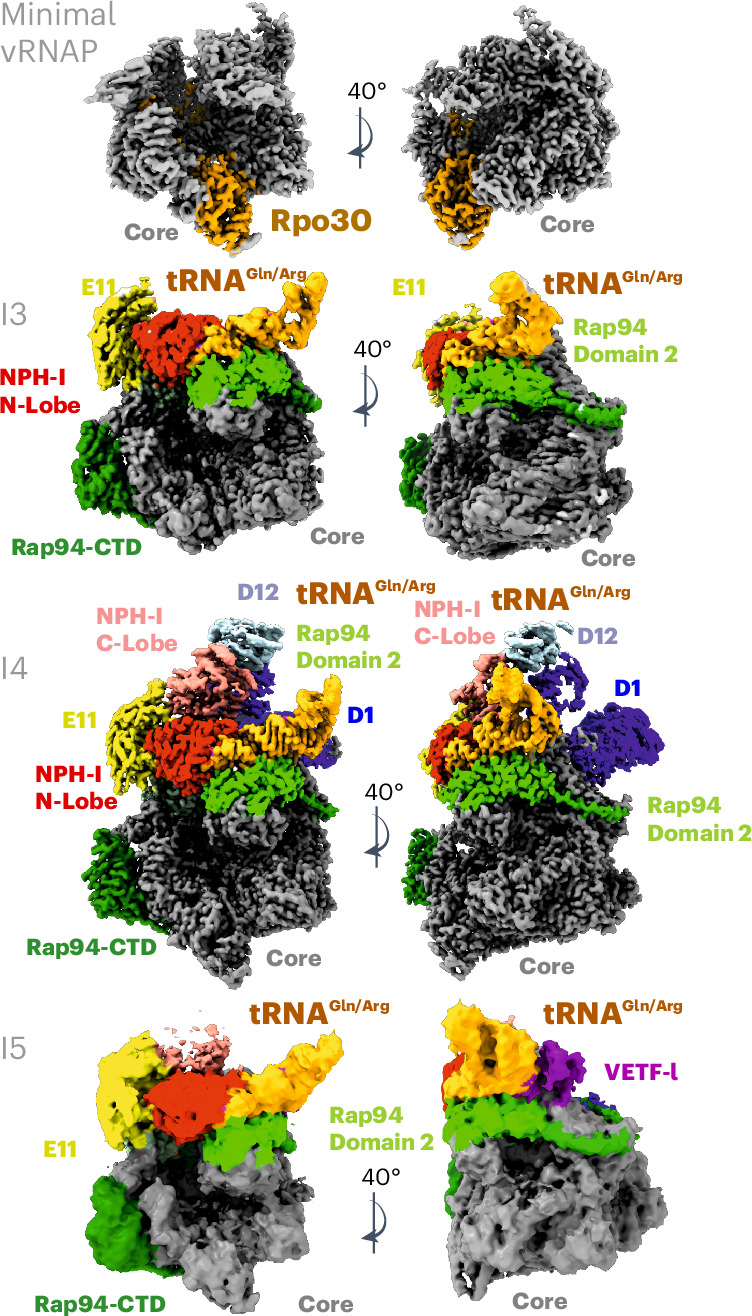 Minimal
vRNAP
40°
Core
Rpo30
Core
I3
E11
tRNA^Gln/Arg
E11
tRNA^Gln/Arg
Rap94
Domain 2
40°
NPH-I
N-Lobe
Rap94-CTD
Core
Core
I4
D12
tRNA^Gln/Arg
NPH-I
C-Lobe
Rap94
Domain 2
NPH-I
C-Lobe
tRNA^Gln/Arg
D12
E11
D1
D1
NPH-I
N-Lobe
40°
Rap94
Domain 2
Rap94-CTD
Core
Core
I5
tRNA^Gln/Arg
tRNA^Gln/Arg
VETF-l
E11
Rap94
Domain 2
40°
Rap94-CTD
Core
Core